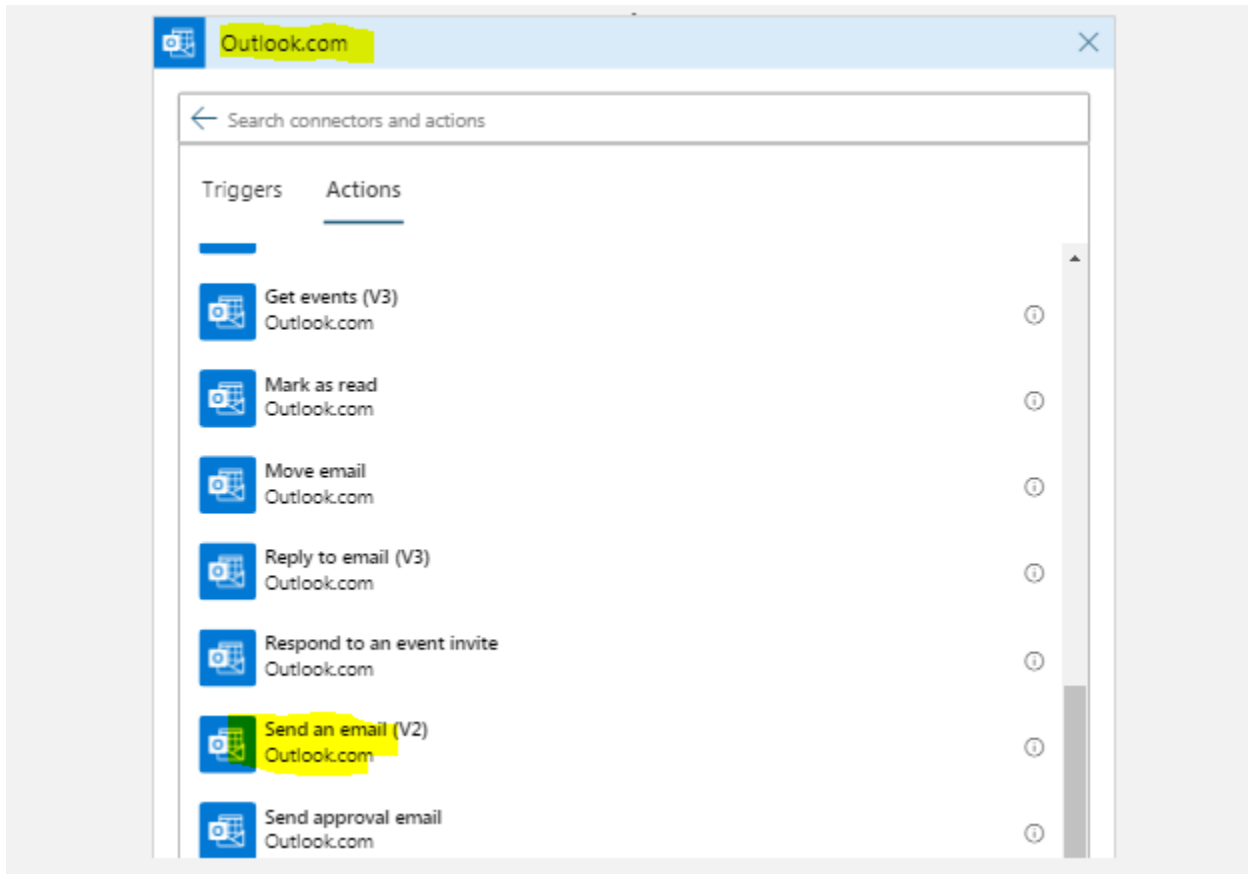 Outlook.com
Search connectors and actions
Triggers Actions
Get events (V3)
Outlook.com
Mark as read
Outlook.com
Move email
Outlook.com
Reply to email (V3)
Outlook.com
Respond to an event invite
Outlook.com
Send an email (V2)
Outlook.com
Send approval email
Outlook.com